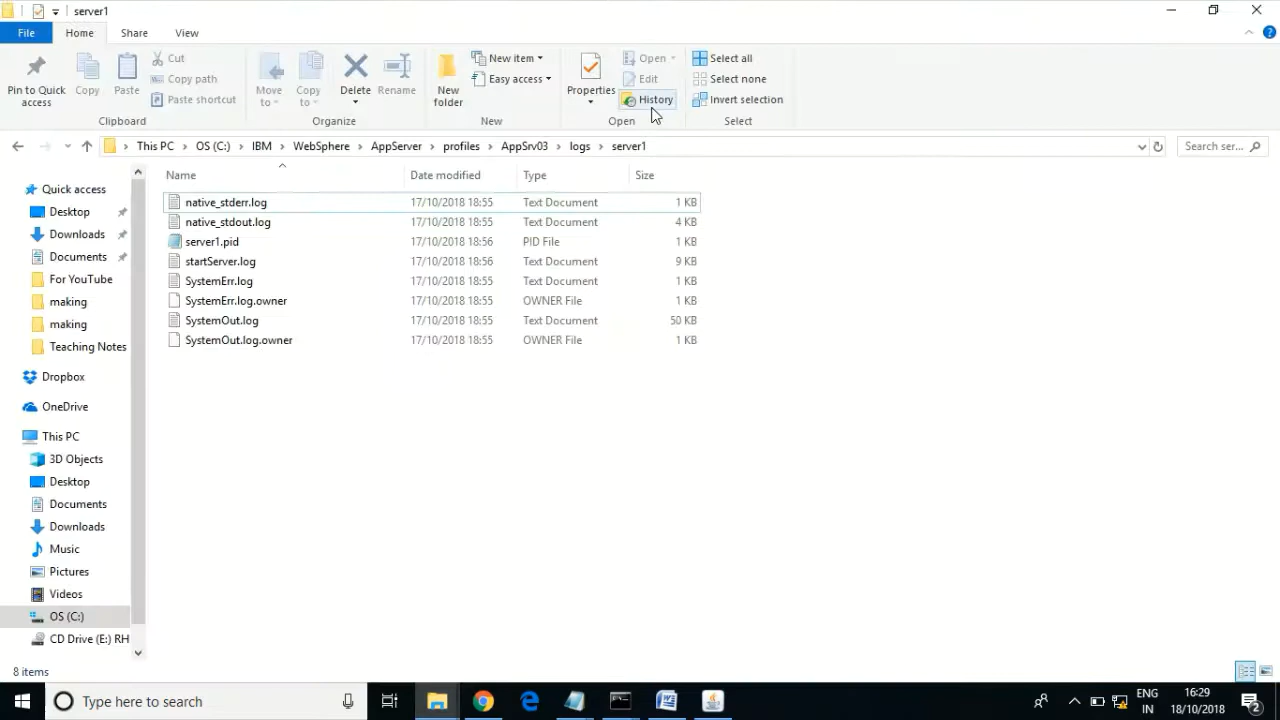 server1
File Home Share View
Pin to Quick access
Copy
Paste
Cut
Copy path
Paste shortcut
Clipboard
Move to
Copy to
Delete
Rename
Organize
New folder
New item
Easy access
New
Properties
Open
Edit
History
Open
Select all
Select none
Invert selection
Select
This PC > OS (C:) > IBM > WebSphere > AppServer > profiles > AppSrv03 > logs > server1
Search ser...
Name Date modified Type Size
native_stderr.log 17/10/2018 18:55 Text Document 1 KB
native_stdout.log 17/10/2018 18:55 Text Document 4 KB
server1.pid 17/10/2018 18:56 PID File 1 KB
startServer.log 17/10/2018 18:56 Text Document 9 KB
SystemErr.log 17/10/2018 18:55 Text Document 1 KB
SystemErr.log.owner 17/10/2018 18:55 OWNER File 1 KB
SystemOut.log 17/10/2018 18:55 Text Document 50 KB
SystemOut.log.owner 17/10/2018 18:55 OWNER File 1 KB
Quick access
Desktop
Downloads
Documents
For YouTube
making
making
Teaching Notes
Dropbox
OneDrive
This PC
3D Objects
Desktop
Documents
Downloads
Music
Pictures
Videos
OS (C:)
CD Drive (E:) RH
8 items
Type here to search
ENG
IN
16:29
18/10/2018
2